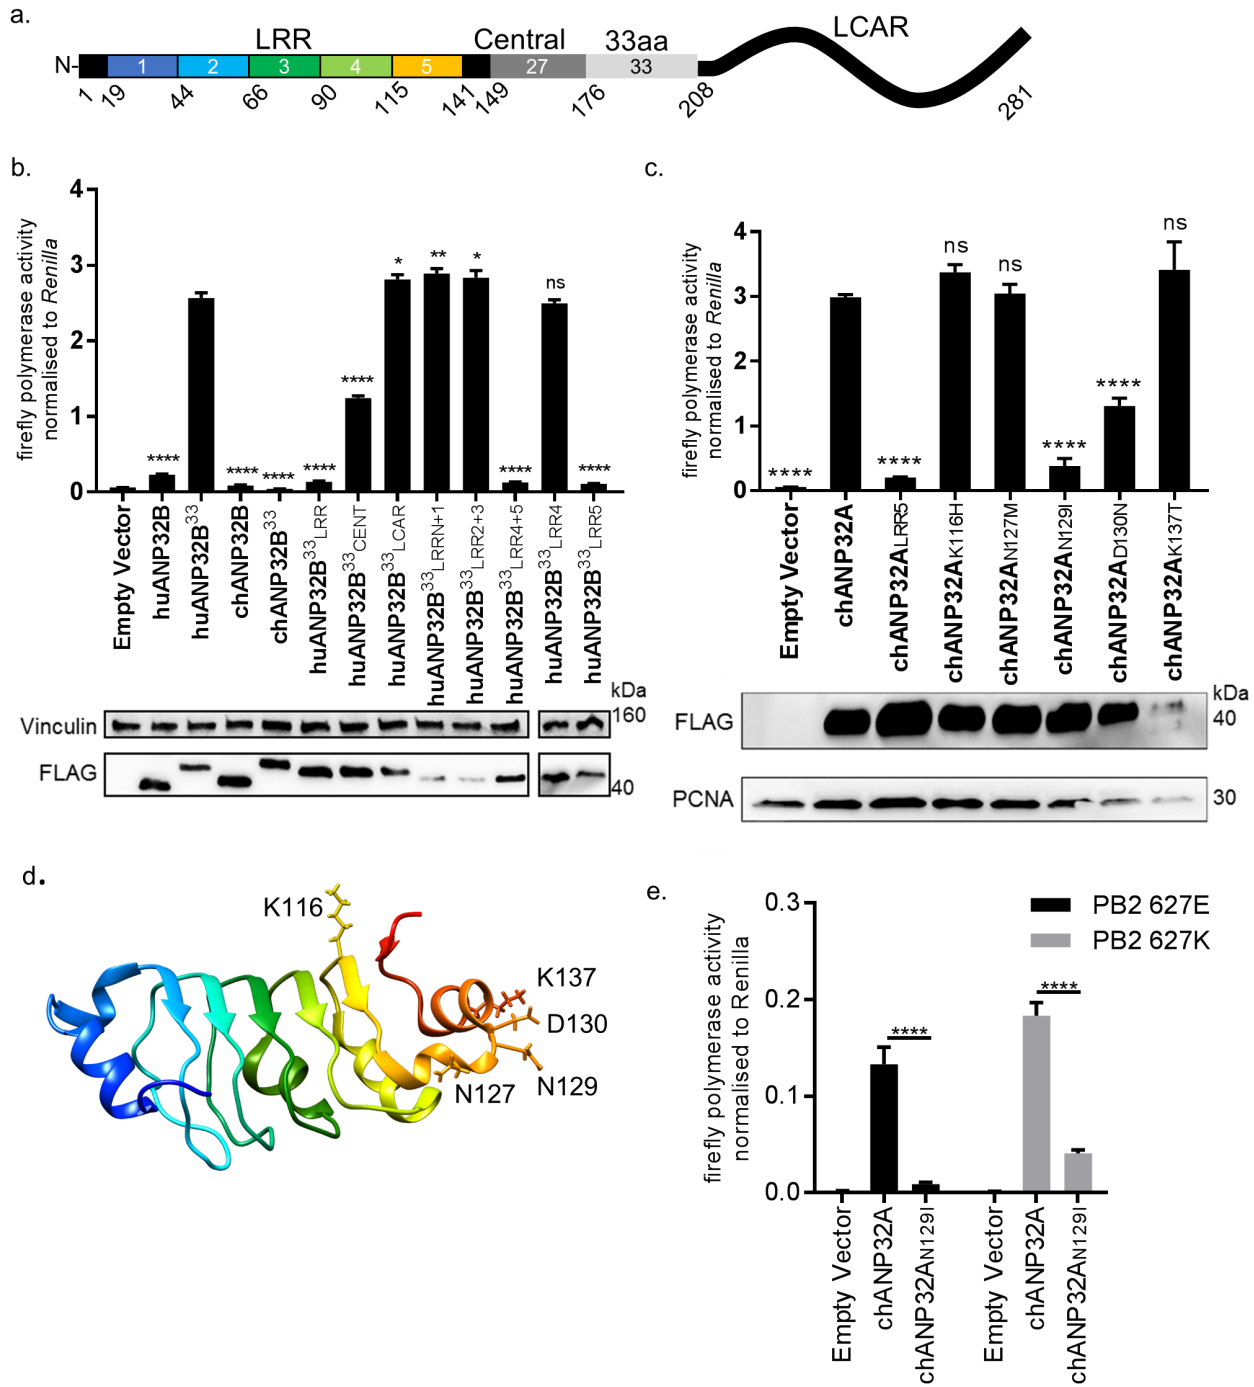 a.
LRR Central 33aa LCAR
N- 1 2 3 4 5 27 33
1 19 44 66 90 115 141 149 176 208 281
b.
firefly polymerase activity
normalised to Renilla
4
3
2
1
0
**** **** **** **** **** * ** * **** ns ****
Empty Vector
huANP32B
huANP32B33
chANP32B
chANP32B33
huANP32B33LRR
huANP32B33CENT
huANP32B33LCAR
huANP32B33LRRN+1
huANP32B33LRR2+3
huANP32B33LRR4+5
huANP32B33LRR4
huANP32B33LRR5
kDa
Vinculin 160
FLAG 40
c.
firefly polymerase activity
normalised to Renilla
4
3
2
1
0
**** **** ns ns **** **** ns
Empty Vector
chANP32A
chANP32ALRR5
chANP32AK116H
chANP32AN127M
chANP32AN129I
chANP32AD130N
chANP32AK137T
kDa
FLAG 40
PCNA 30
d.
K116
K137
D130
N129
N127
e.
firefly polymerase activity
normalised to Renilla
0.3
0.2
0.1
0.0
PB2 627E
PB2 627K
**** ****
Empty Vector
chANP32A
chANP32AN129I
Empty Vector
chANP32A
chANP32AN129I